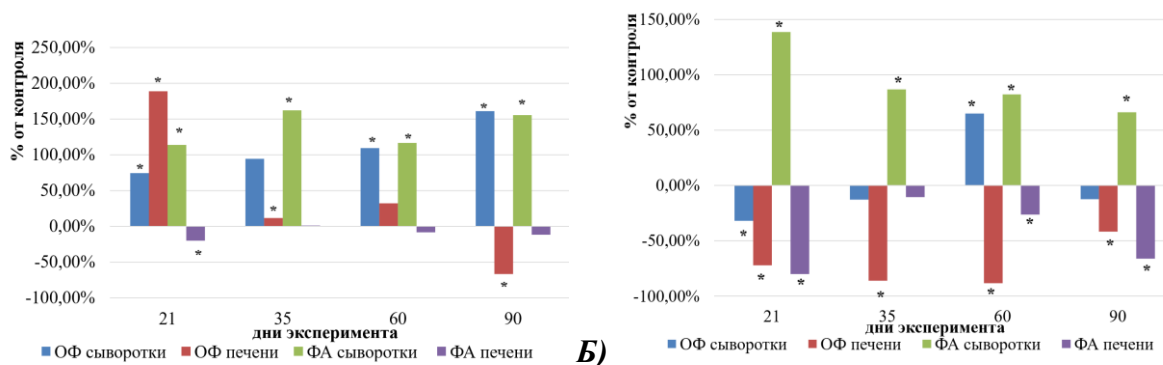 % от контроля
250,00%
200,00%
150,00%
100,00%
50,00%
0,00%
-50,00%
-100,00%
* * * *
* *
* *
* * *
21 35 60 90
дни эксперимента
ОФ сыворотки ОФ печени ФА сыворотки ФА печени
Б)
% от контроля
150,00%
100,00%
50,00%
0,00%
-50,00%
-100,00%
* * * *
* *
* * * *
* * * *
21 35 60 90
дни эксперимента
ОФ сыворотки ОФ печени ФА сыворотки ФА печени